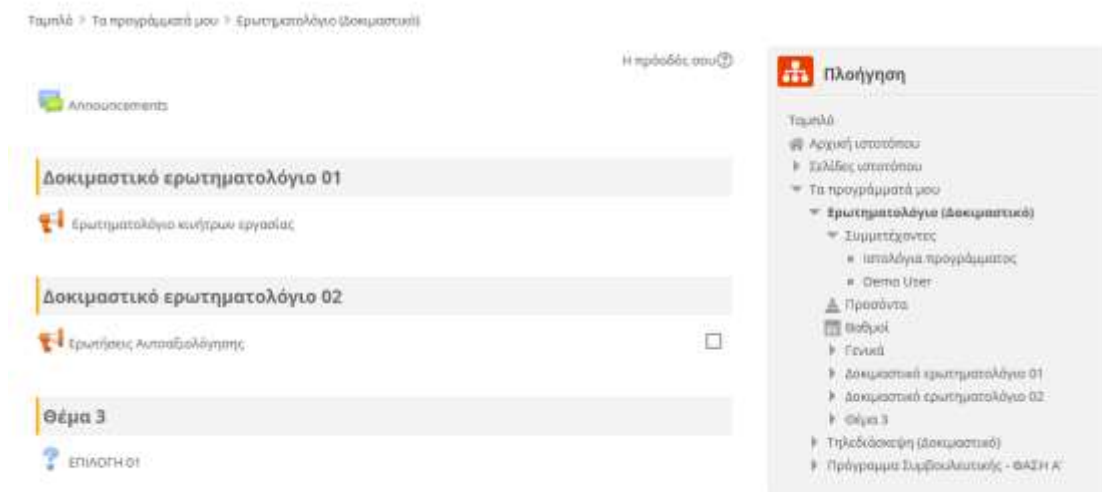 Ταμπλό > Τα προγράμματά μου > Ερωτηματολόγιο (Δοκιμαστικό)
Η πρόοδός σου
Announcements
Δοκιμαστικό ερωτηματολόγιο 01
Ερωτηματολόγιο κινήτρων εργασίας
Δοκιμαστικό ερωτηματολόγιο 02
Ερωτήσεις Αυτοαξιολόγησης
Θέμα 3
ΕΠΙΛΟΓΗ 01
Πλοήγηση
Ταμπλό
Αρχική ιστοτόπου
Σελίδες ιστοτόπου
Τα προγράμματά μου
Ερωτηματολόγιο (Δοκιμαστικό)
Συμμετέχοντες
Ιστολόγια προγράμματος
Demo User
Προσόντα
Βαθμοί
Γενικά
Δοκιμαστικό ερωτηματολόγιο 01
Δοκιμαστικό ερωτηματολόγιο 02
Θέμα 3
Τηλεδιάσκεψη (Δοκιμαστικό)
Πρόγραμμα Συμβουλευτικής - ΦΑΣΗ Α'